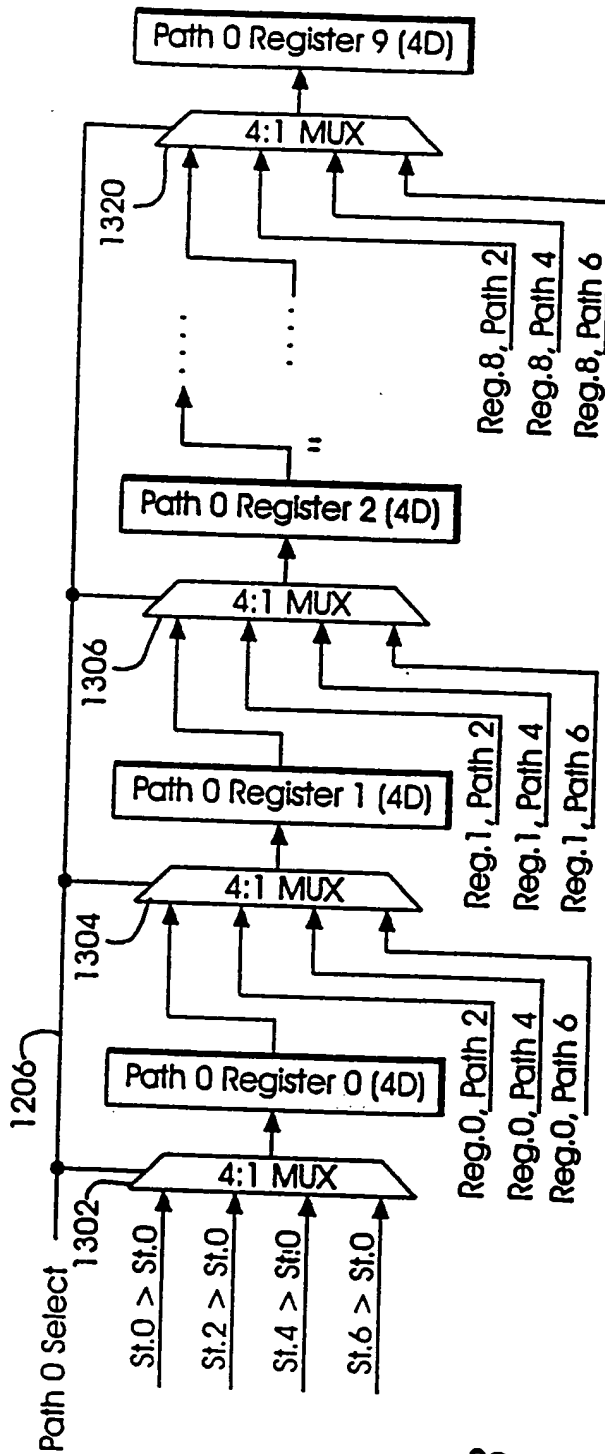 Path 0 Select
1206
1302
4:1 MUX
St.0 > St.0
St.2 > St.0
St.4 > St.0
St.6 > St.0
Path 0 Register 0 (4D)
1304
4:1 MUX
Reg.0, Path 2
Reg.0, Path 4
Reg.0, Path 6
Path 0 Register 1 (4D)
1306
4:1 MUX
Reg.1, Path 2
Reg.1, Path 4
Reg.1, Path 6
Path 0 Register 2 (4D)
=
.....
.....
1320
4:1 MUX
Reg.8, Path 2
Reg.8, Path 4
Reg.8, Path 6
Path 0 Register 9 (4D)